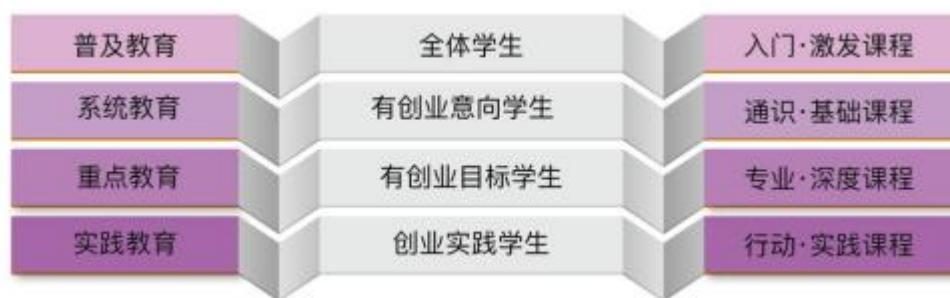 普及教育 全体学生 入门·激发课程
系统教育 有创业意向学生 通识·基础课程
重点教育 有创业目标学生 专业·深度课程
实践教育 创业实践学生 行动·实践课程